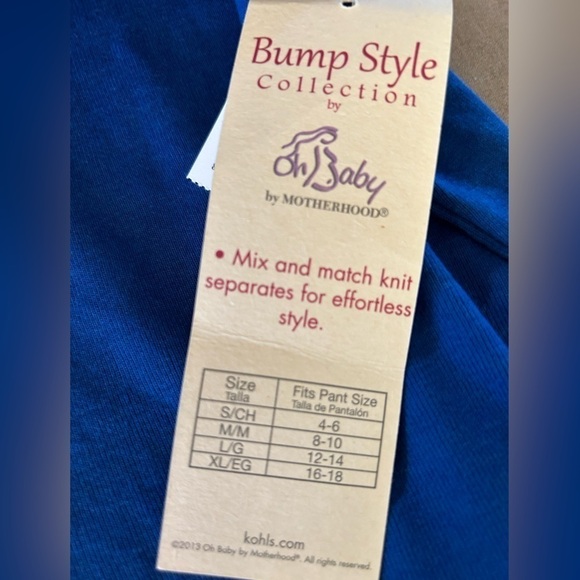 Bump Style
Collection
by
Oh Baby
by MOTHERHOOD®
• Mix and match knit
separates for effortless
style.
Size Fits Pant Size
Talla Talla de Pantalón
S/CH 4-6
M/M 8-10
L/G 12-14
XL/EG 16-18
kohls.com
©2013 Oh Baby by Motherhood®. All rights reserved.